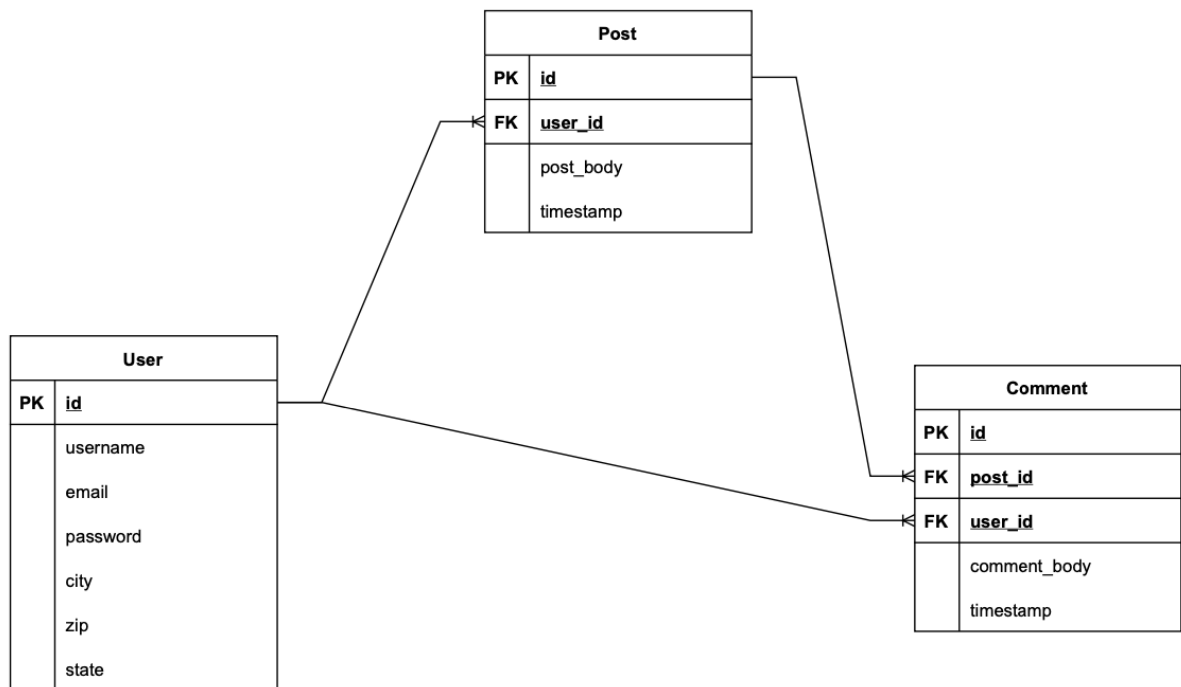 Post
PK id
FK user_id
post_body
timestamp
User
PK id
username
email
password
city
zip
state
Comment
PK id
FK post_id
FK user_id
comment_body
timestamp